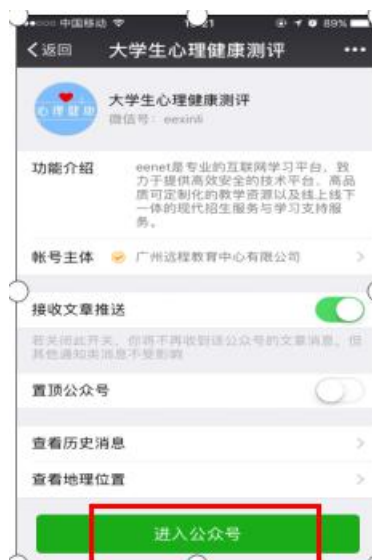 中国移动
89%
返回 大学生心理健康测评
心理健康
大学生心理健康测评
微信号: eexinli
功能介绍 eenet是专业的互联网学习平台，致
力于提供高效安全的技术平台、高品
质可定制化的教学资源以及线上线下
一体的现代招生服务与学习支持服
务。
帐号主体 广州远程教育中心有限公司
接收文章推送
若关闭此开关，你将不再收到该公众号的文章消息，但
其他通知类消息不受影响
置顶公众号
查看历史消息
查看地理位置
进入公众号